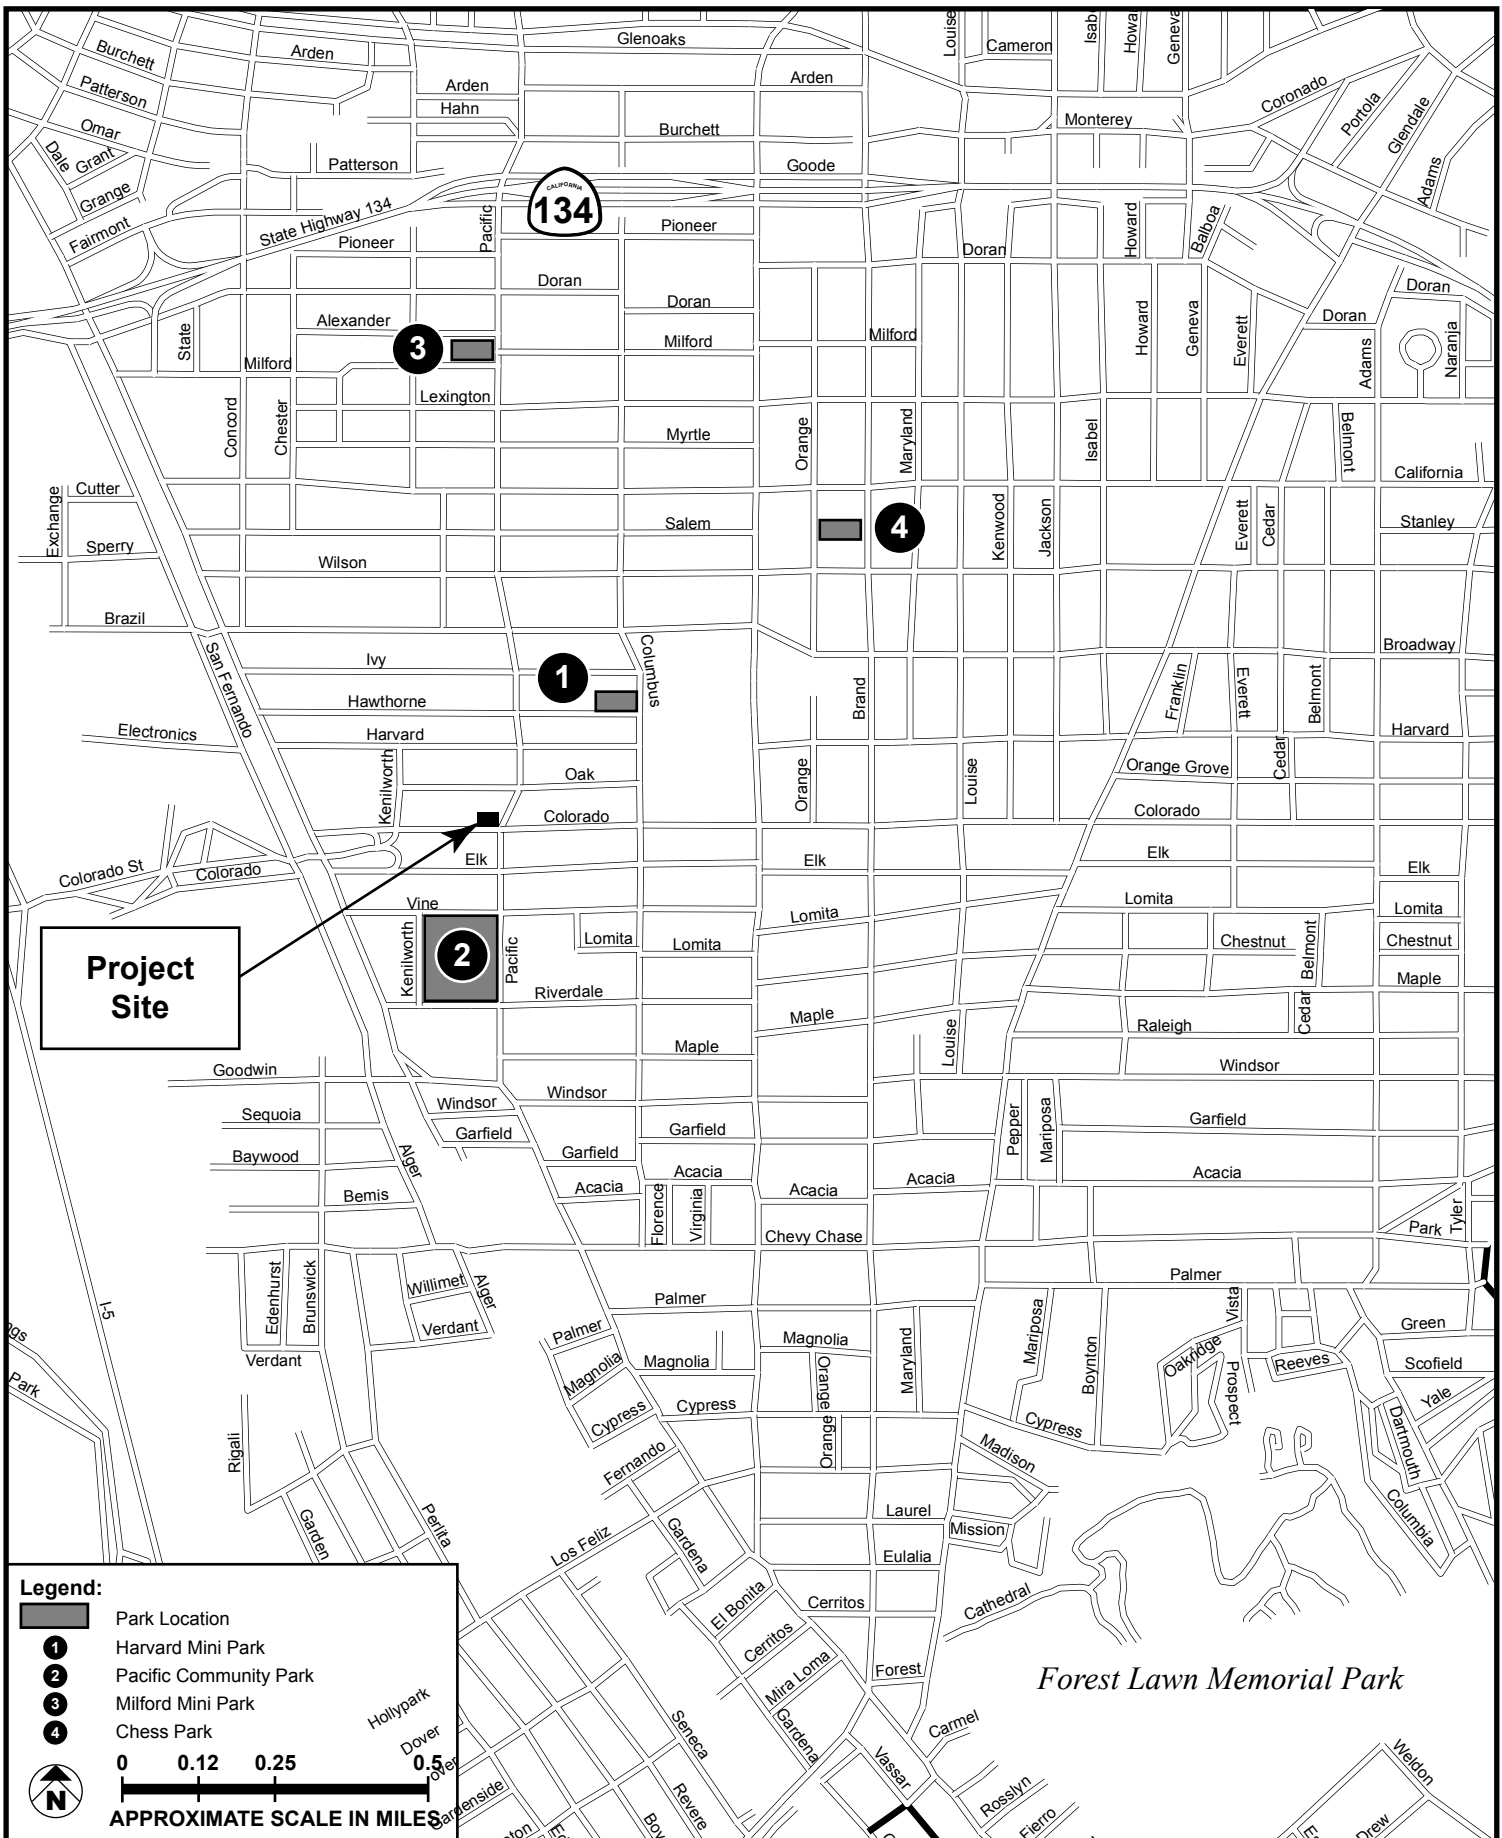 Glenoaks
Louise
Cameron
Isab
Howa
Geneva
Burchett
Arden
Arden
Arden
Patterson
Hahn
Coronado
Portola
Glendale
Omar
Burchett
Monterey
Dale
Grant
Patterson
Goode
Adams
Grange
CALIFORNIA
134
State Highway 134
Fairmont
Pacific
Pioneer
Howard
Balboa
Pioneer
Doran
Doran
Doran
Doran
Doran
Alexander
State
3
Milford
Milford
Howard
Geneva
Everett
Adams
Naranja
Milford
Lexington
Concord
Chester
Myrtle
Orange
Maryland
Isabel
Belmont
California
Exchange
Cutter
Salem
4
Kenwood
Jackson
Everett
Cedar
Stanley
Sperry
Wilson
Brazil
Broadway
San Fernando
Ivy
1
Columbus
Hawthorne
Brand
Franklin
Everett
Belmont
Electronics
Harvard
Harvard
Kenilworth
Oak
Orange
Louise
Orange Grove
Cedar
Colorado
Colorado
Elk
Elk
Elk
Elk
Colorado St
Colorado
Vine
Lomita
Lomita
Lomita
Project
Site
Kenilworth
2
Pacific
Lomita
Lomita
Chestnut
Belmont
Chestnut
Riverdale
Maple
Maple
Cedar
Raleigh
Louise
Maple
Goodwin
Windsor
Windsor
Windsor
Sequoia
Garfield
Garfield
Garfield
Garfield
Pepper
Mariposa
Baywood
Alger
Acacia
Acacia
Acacia
Acacia
Acacia
Bemis
Florence
Virginia
Chevy Chase
Park
Tyler
Edenhurst
Brunswick
Willimet
Alger
Palmer
Vista
I-5
Palmer
Verdant
Palmer
Magnolia
Maryland
Mariposa
Boynton
Green
Verdant
Magnolia
Magnolia
Orange
Oakridge
Prospect
Reeves
Scofield
Park
Cypress
Cypress
Cypress
Yale
Dartmouth
Rigali
Fernando
Orange
Madison
Garden
Perlita
Los Feliz
Gardena
Laurel
Mission
Columbia
Eulalia
El Bonita
Cerritos
Cathedral
Cerritos
Mira Loma
Forest
Forest Lawn Memorial Park
Gardena
Seneca
Carmel
Vassar
Revere
Rosslyn
Fierro
Weldon
Drew
Legend:
Park Location
1 Harvard Mini Park
2 Pacific Community Park
3 Milford Mini Park
4 Chess Park
Hollypark
Dover
N
0 0.12 0.25 0.5
APPROXIMATE SCALE IN MILES